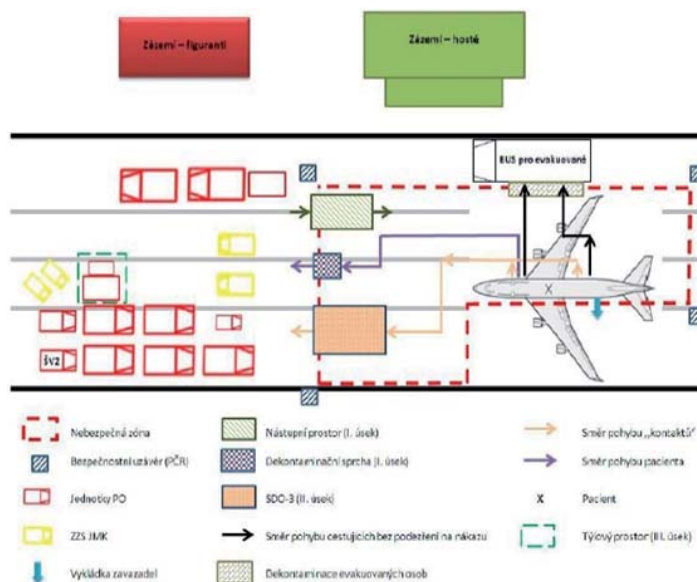 Zázemí – figuranti
Zázemí – hosté
BUS pro evakuované
X
ŠV2
Nebezpečná zóna
Nástupní prostor (I. úsek)
Směr pohybu „kontaktů"
Bezpečnostní uzávěr (PČR)
Dekontaminační sprcha (I. úsek)
Směr pohybu pacienta
Jednotky PO
SDO-3 (II. úsek)
X
Pacient
ZZS JMK
Směr pohybu cestujících bez podezření na nákazu
Týlový prostor (III. úsek)
Vykládka zavazadel
Dekontaminace evakuovaných osob